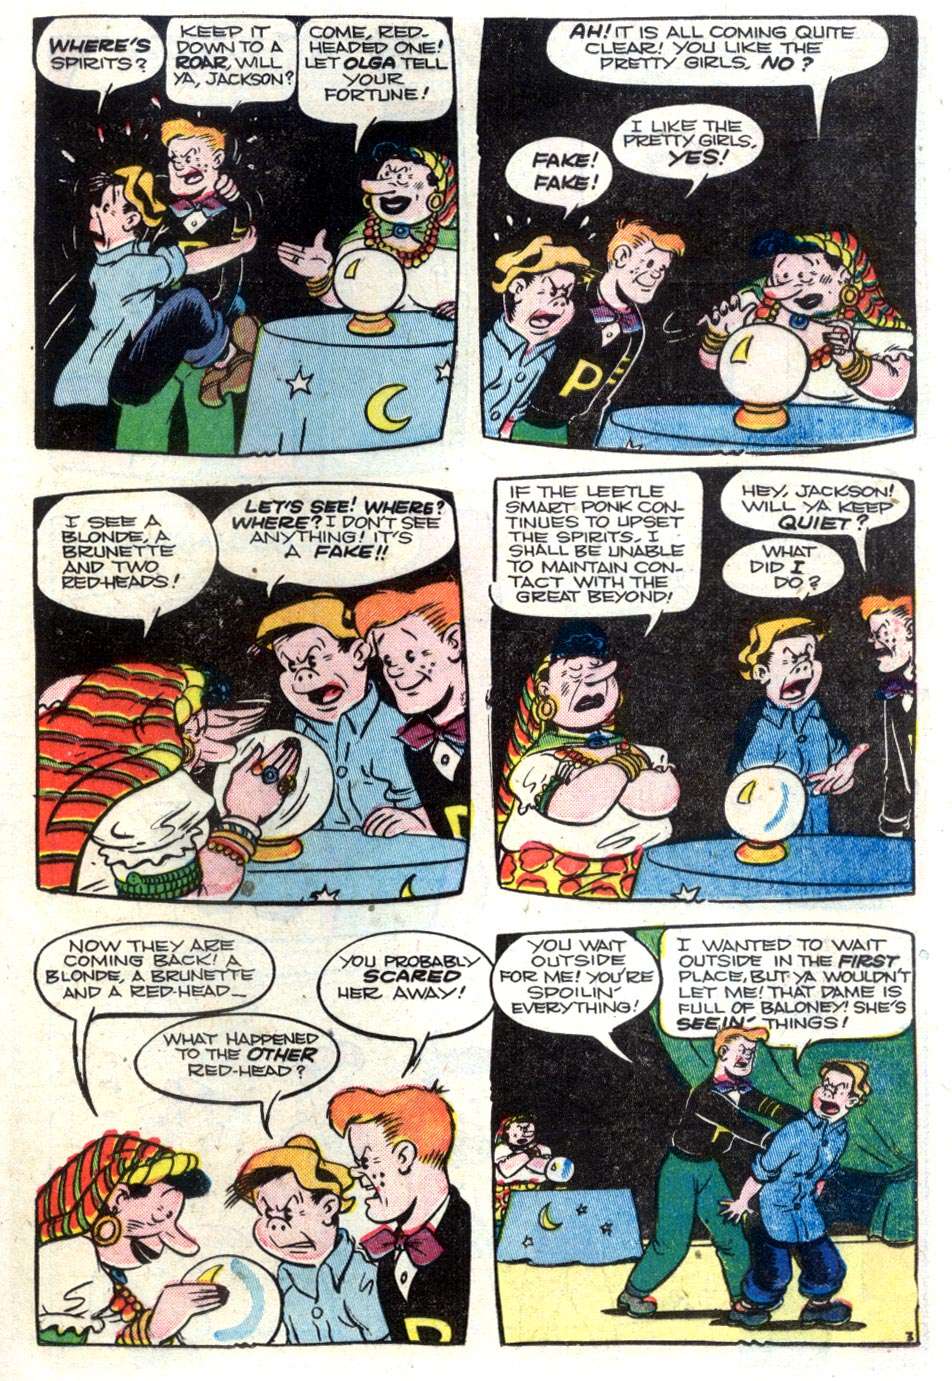 WHERE'S
SPIRITS?
KEEP IT
DOWN TO A
ROAR, WILL
YA, JACKSON?
COME, RED-
HEADED ONE!
LET OLGA TELL
YOUR
FORTUNE!
AH! IT IS ALL COMING QUITE
CLEAR! YOU LIKE THE
PRETTY GIRLS, NO?
FAKE!
FAKE!
I LIKE THE
PRETTY GIRLS,
YES!
P
I SEE A
BLONDE, A
BRUNETTE
AND TWO
RED-HEADS!
LET'S SEE! WHERE?
WHERE? I DON'T SEE
ANYTHING! IT'S
A FAKE!!
P
IF THE LEETLE
SMART PONK CON-
TINUES TO UPSET
THE SPIRITS, I
SHALL BE UNABLE
TO MAINTAIN CON-
TACT WITH THE
GREAT BEYOND!
WHAT
DID I
DO?
HEY, JACKSON!
WILL YA KEEP
QUIET?
NOW THEY ARE
COMING BACK! A
BLONDE, A BRUNETTE
AND A RED-HEAD—
WHAT HAPPENED
TO THE OTHER
RED-HEAD?
YOU PROBABLY
SCARED
HER AWAY!
P
YOU WAIT
OUTSIDE
FOR ME! YOU'RE
SPOILIN'
EVERYTHING!
I WANTED TO WAIT
OUTSIDE IN THE FIRST
PLACE, BUT YA WOULDN'T
LET ME! THAT DAME IS
FULL OF BALONEY! SHE'S
SEEIN' THINGS!
P
3